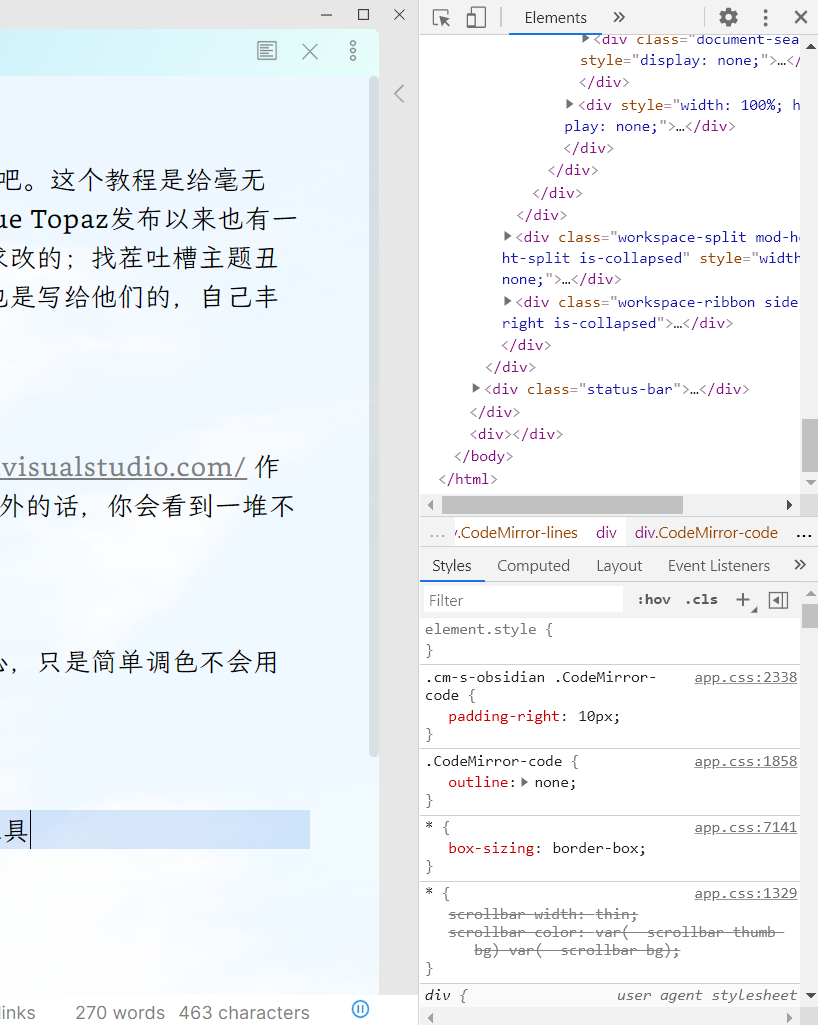 吧。这个教程是给毫无
ue Topaz发布以来也有一
求改的；找茬吐槽主题丑
也是写给他们的，自己丰
visualstudio.com/ 作
外的话，你会看到一堆不
心，只是简单调色不会用
具
links 270 words 463 characters
Elements »
▶<div class="document-sea
style="display: none;">…</
</div>
▶<div style="width: 100%; h
play: none;">…</div>
</div>
</div>
</div>
</div>
▶<div class="workspace-split mod-ho
ht-split is-collapsed" style="width
none;">…</div>
▶<div class="workspace-ribbon side
right is-collapsed">…</div>
</div>
</div>
▶<div class="status-bar">…</div>
</div>
<div></div>
</body>
</html>
… v.CodeMirror-lines div div.CodeMirror-code …
Styles Computed Layout Event Listeners »
Filter :hov .cls +
element.style {
}
.cm-s-obsidian .CodeMirror- app.css:2338
code {
padding-right: 10px;
}
.CodeMirror-code { app.css:1858
outline:▶ none;
}
* { app.css:7141
box-sizing: border-box;
}
* { app.css:1329
scrollbar-width: thin;
scrollbar-color: var(--scrollbar-thumb-
bg) var(--scrollbar-bg);
}
div { user agent stylesheet